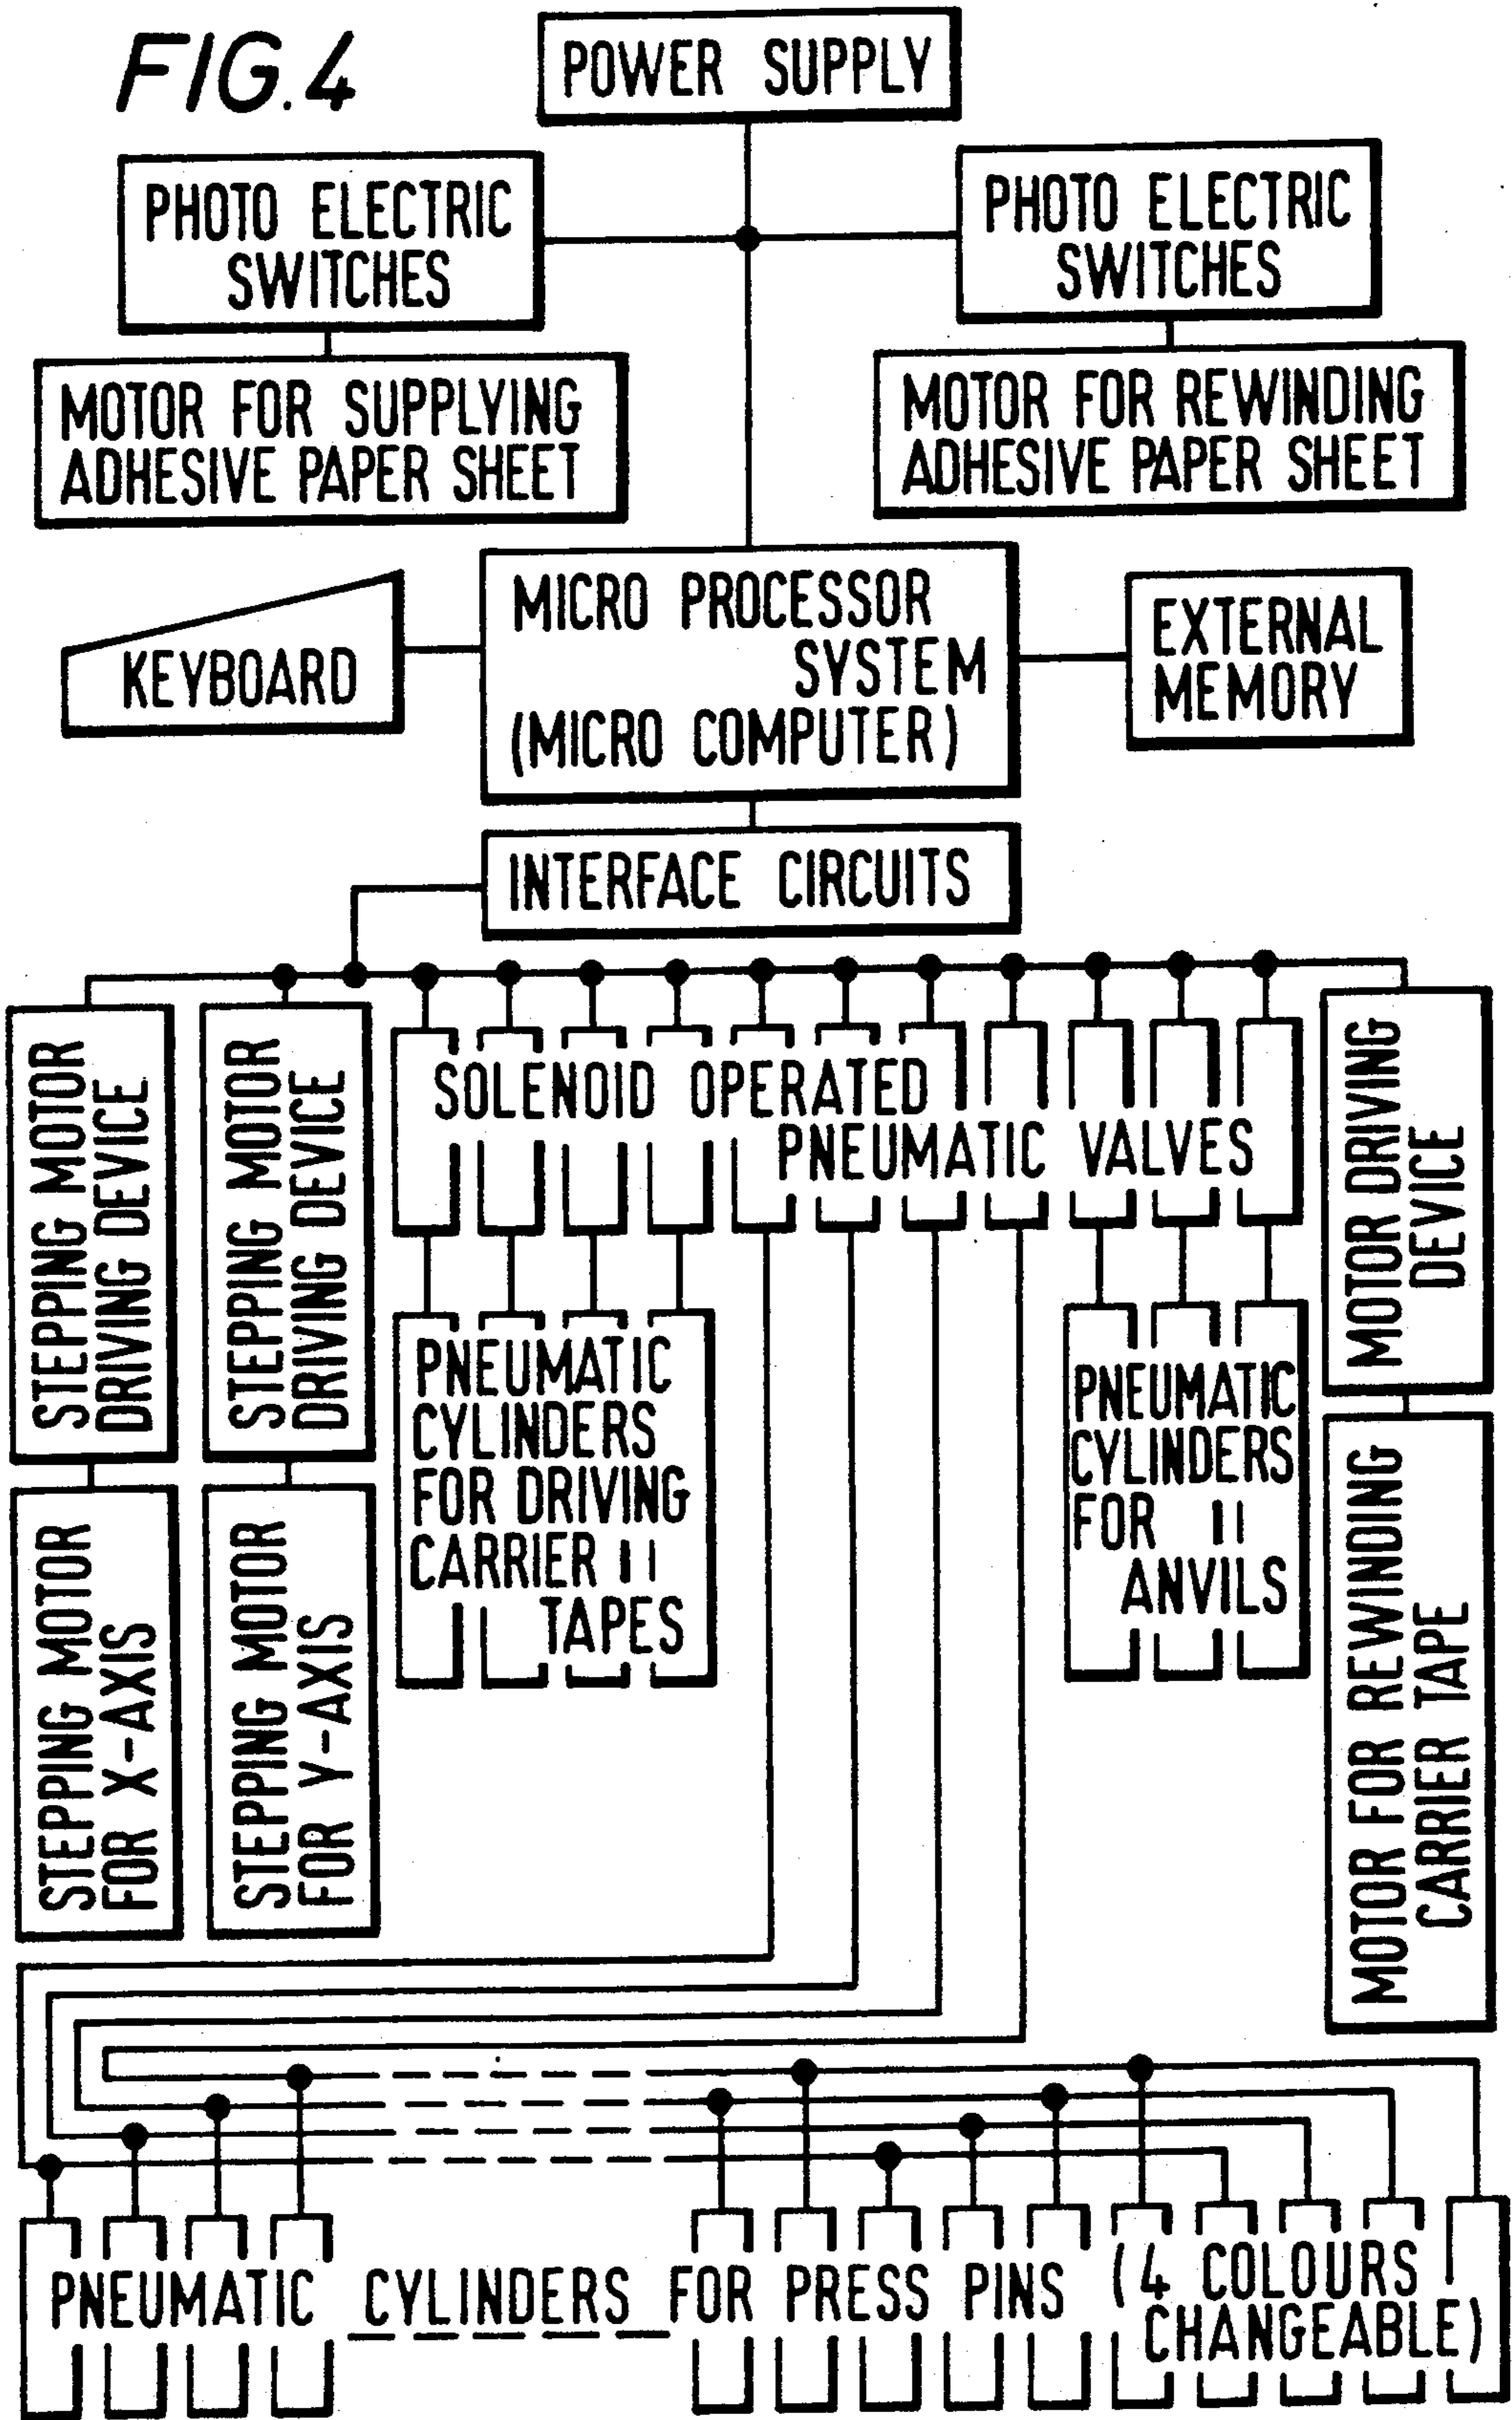 FIG.4
POWER SUPPLY
PHOTO ELECTRIC
SWITCHES
PHOTO ELECTRIC
SWITCHES
MOTOR FOR SUPPLYING
ADHESIVE PAPER SHEET
MOTOR FOR REWINDING
ADHESIVE PAPER SHEET
KEYBOARD
MICRO PROCESSOR
SYSTEM
(MICRO COMPUTER)
EXTERNAL
MEMORY
INTERFACE CIRCUITS
STEPPING MOTOR
DRIVING DEVICE
STEPPING MOTOR
DRIVING DEVICE
SOLENOID OPERATED
PNEUMATIC VALVES
MOTOR DRIVING
DEVICE
STEPPING MOTOR
FOR X-AXIS
STEPPING MOTOR
FOR Y-AXIS
PNEUMATIC
CYLINDERS
FOR DRIVING
CARRIER
TAPES
PNEUMATIC
CYLINDERS
FOR
ANVILS
MOTOR FOR REWINDING
CARRIER TAPE
PNEUMATIC CYLINDERS FOR PRESS PINS (4 COLOURS
CHANGEABLE)